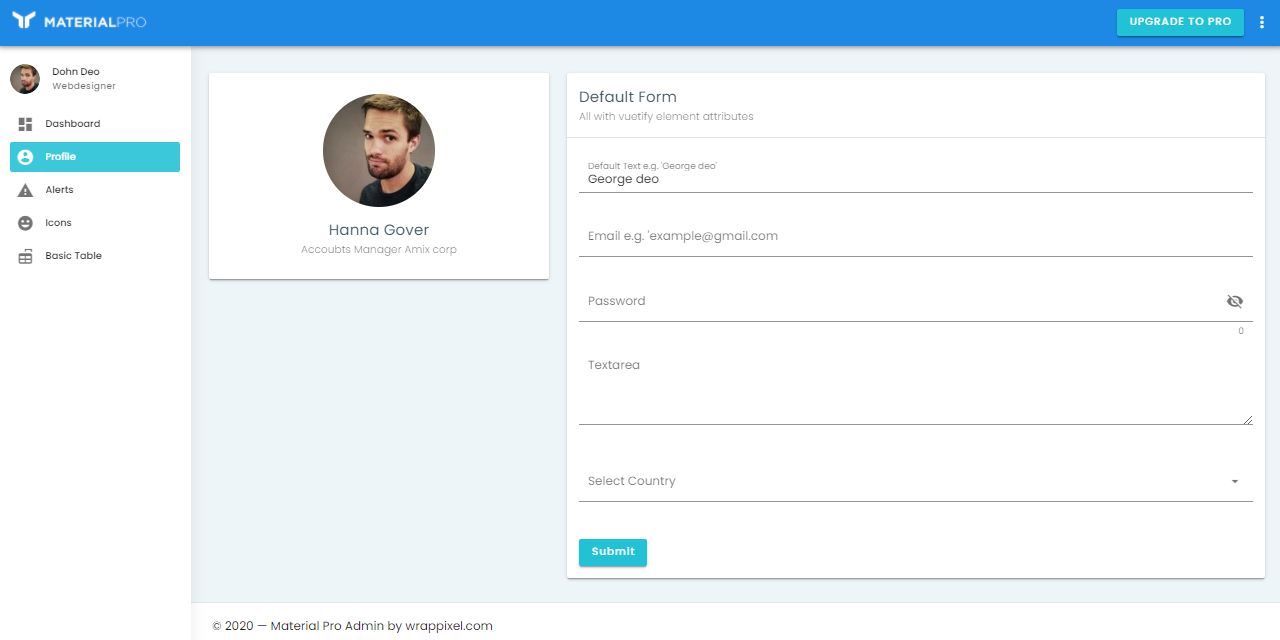 MATERIALPRO
UPGRADE TO PRO
Dohn Deo
Webdesigner
Dashboard
Profile
Alerts
Icons
Basic Table
Hanna Gover
Accoubts Manager Amix corp
Default Form
All with vuetify element attributes
Default Text e.g. 'George deo'
George deo
Email e.g. 'example@gmail.com
Password
0
Textarea
Select Country
Submit
© 2020 — Material Pro Admin by wrappixel.com